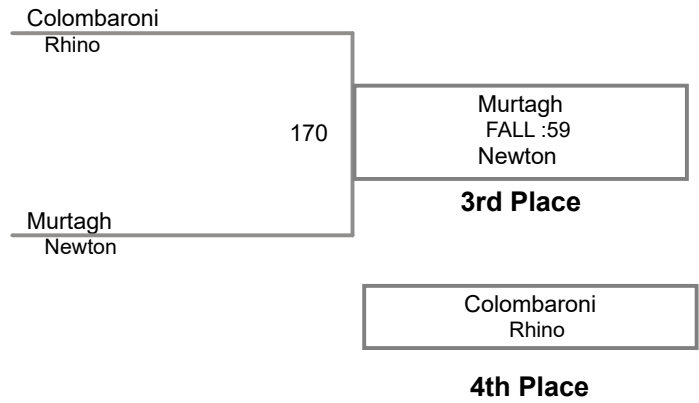 Colombaroni
Rhino
170
Murtagh
FALL :59
Newton
3rd Place
Murtagh
Newton
Colombaroni
Rhino
4th Place